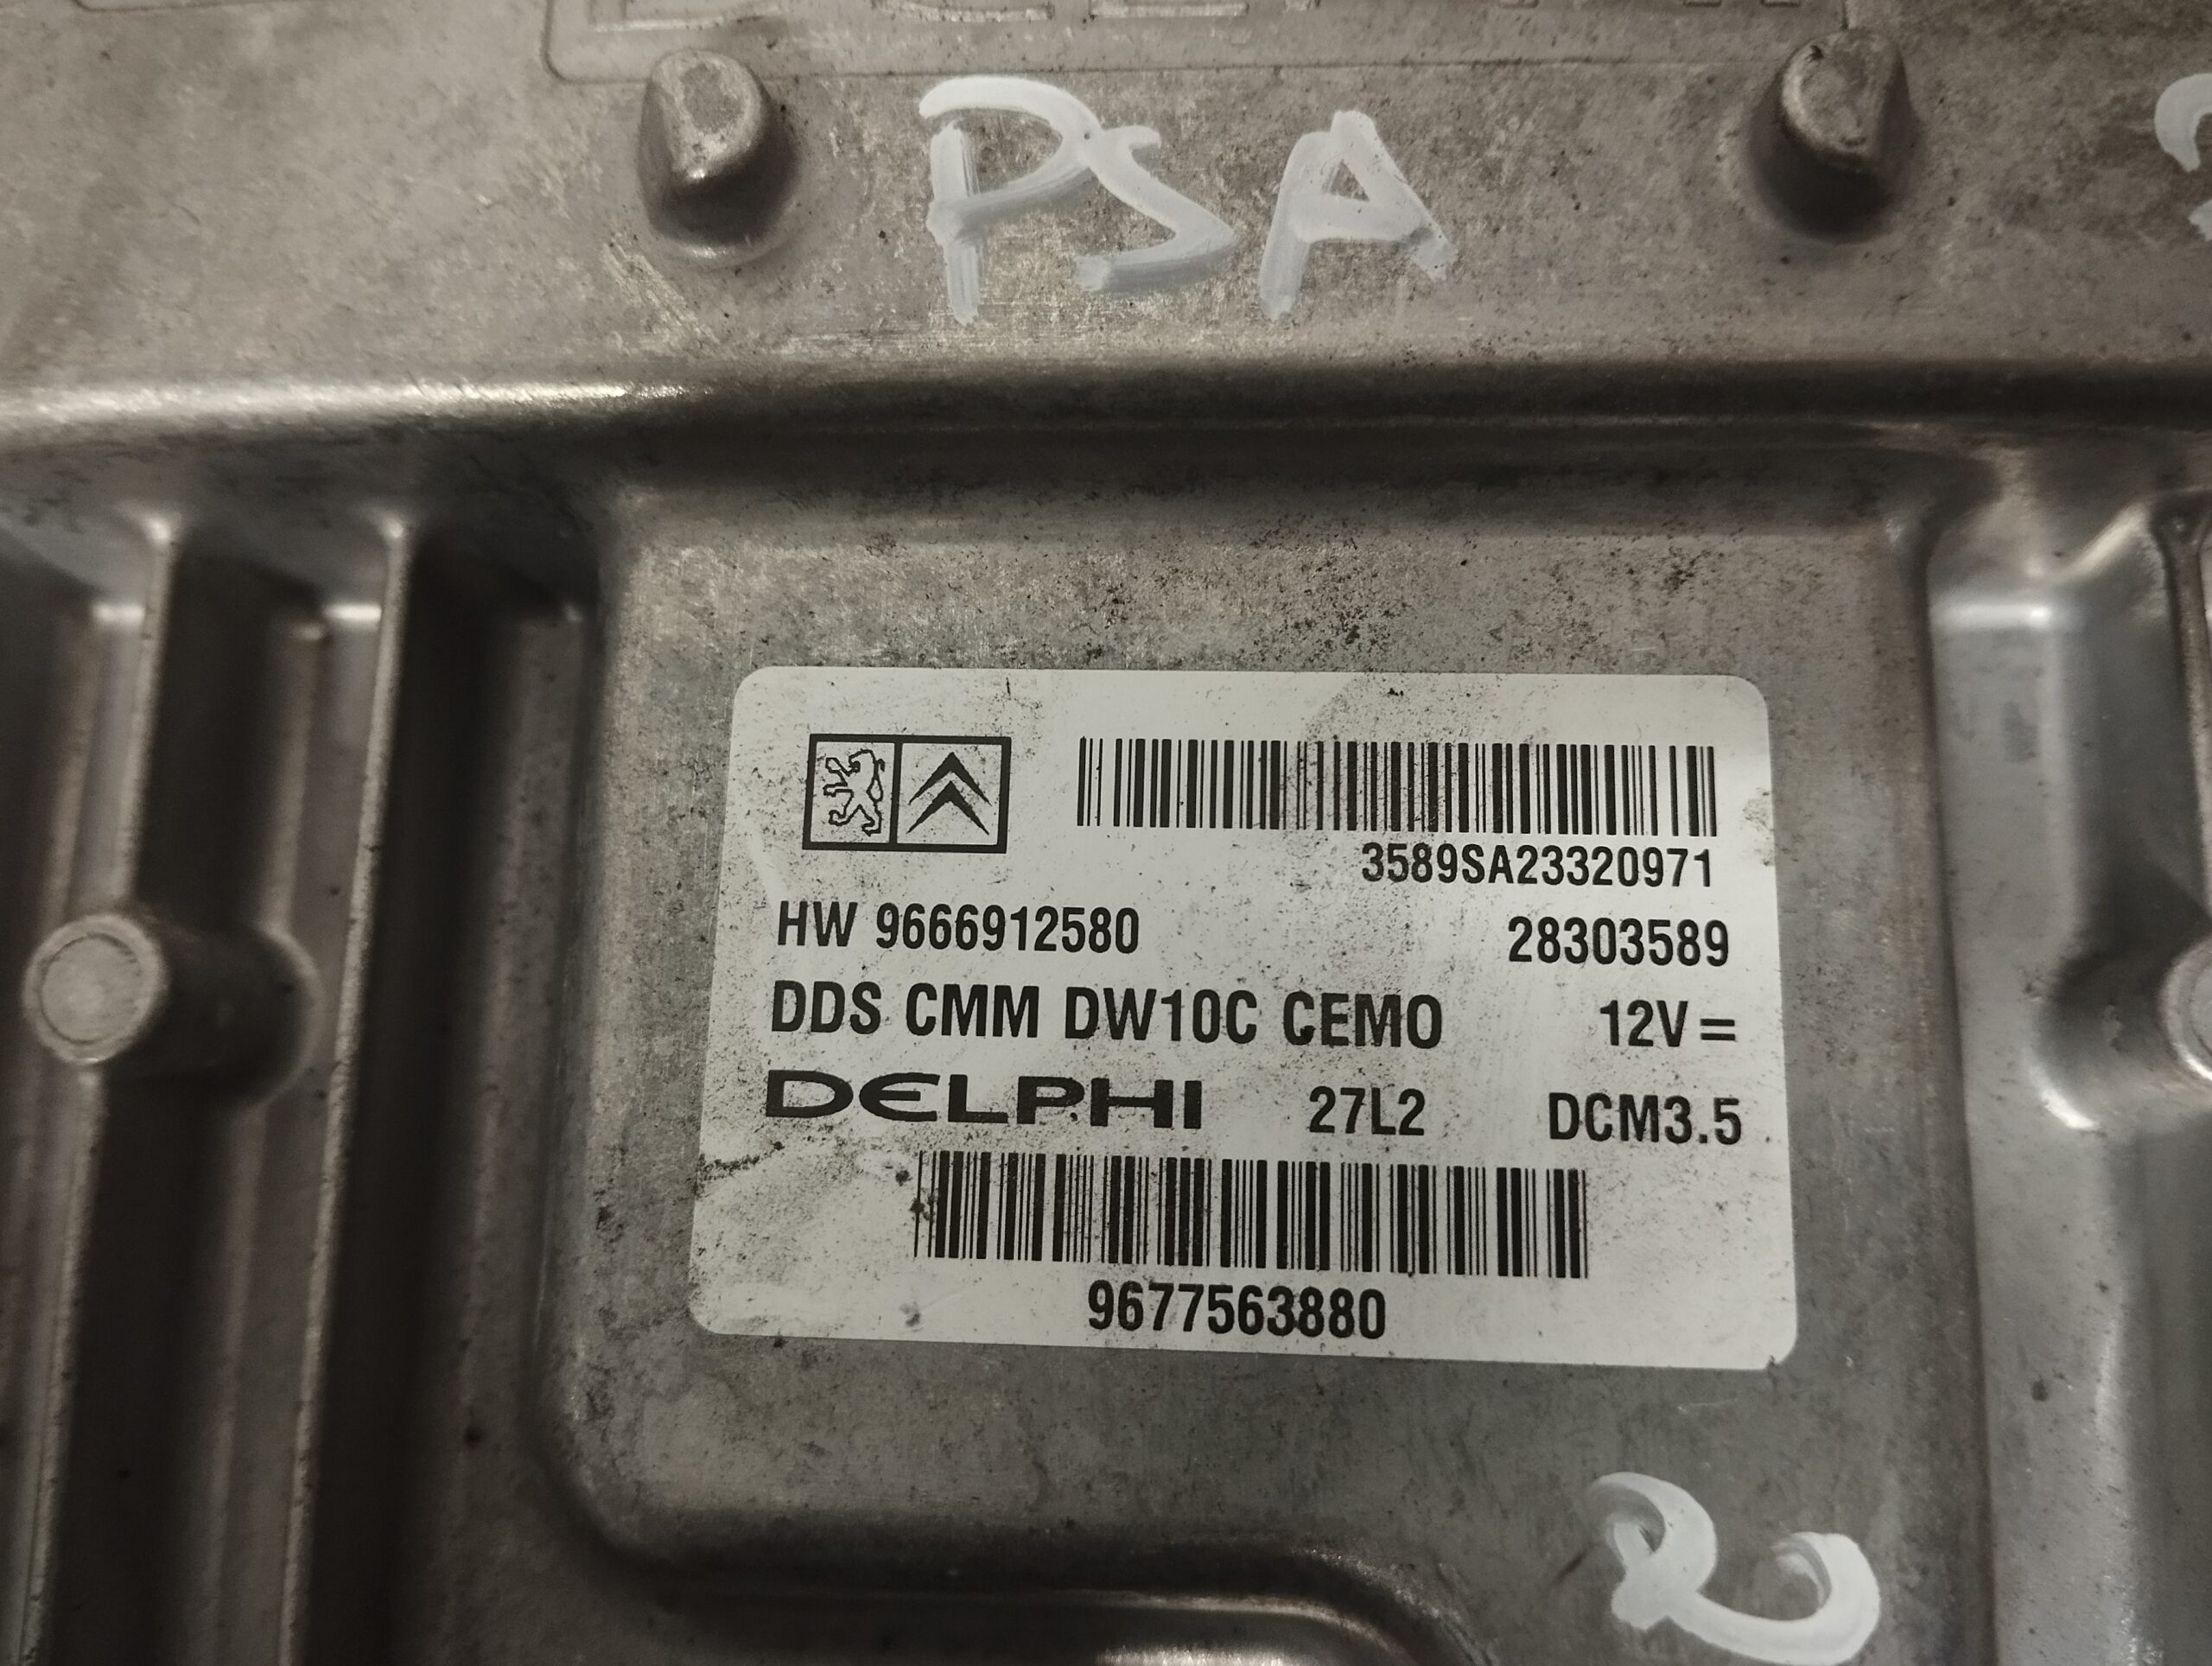 PSA
3589SA23320971
HW 9666912580 28303589
DDS CMM DW10C CEMO 12V=
DELPHI 27L2 DCM3.5
9677563880